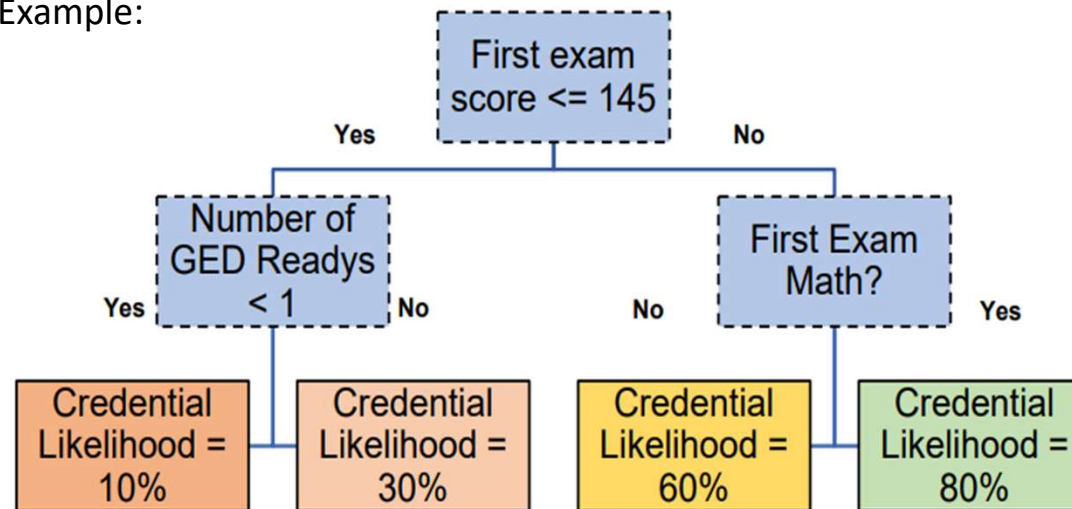 Example:
First exam
score <= 145
Yes
No
Number of
GED Readys
< 1
First Exam
Math?
Yes
No
No
Yes
Credential
Likelihood =
10%
Credential
Likelihood =
30%
Credential
Likelihood =
60%
Credential
Likelihood =
80%